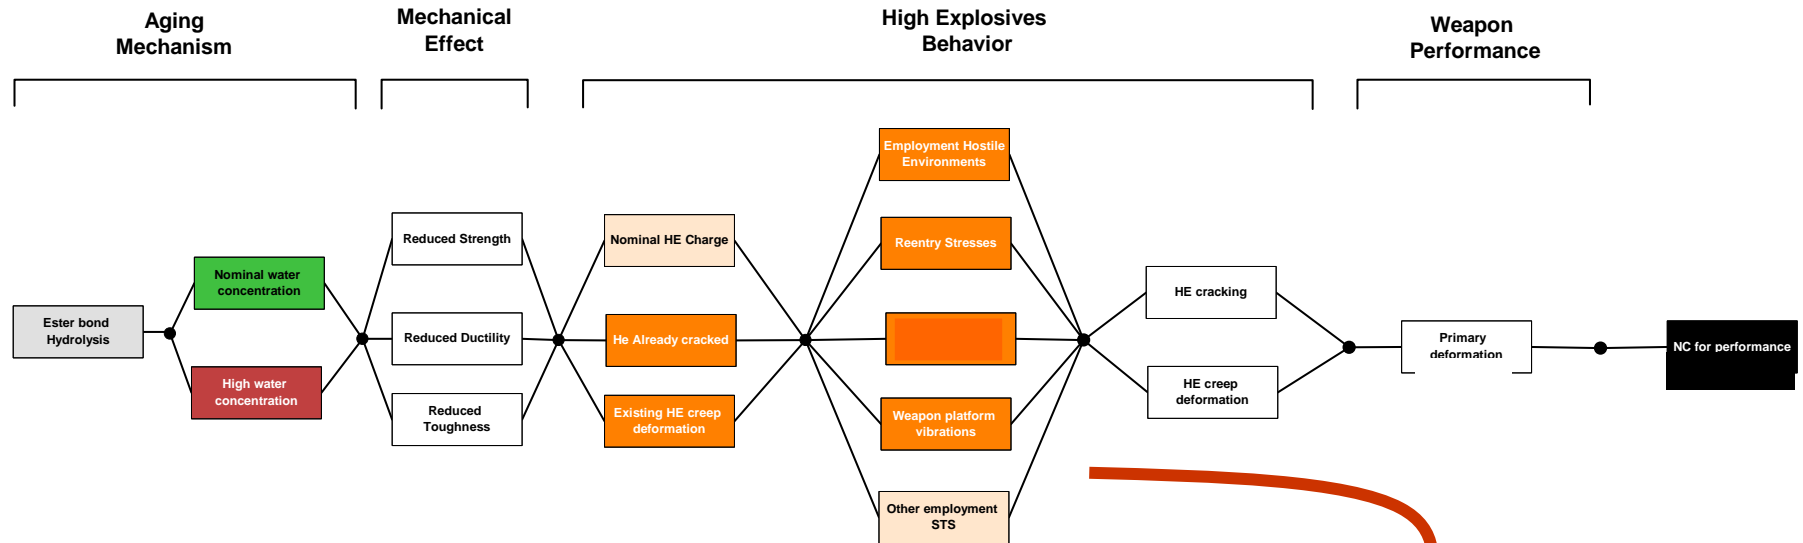 Aging
Mechanism
Mechanical
Effect
High Explosives
Behavior
Weapon
Performance
Ester bond
Hydrolysis
Nominal water
concentration
High water
concentration
Reduced Strength
Reduced Ductility
Reduced
Toughness
Nominal HE Charge
He Already cracked
Existing HE creep
deformation
Employment Hostile
Environments
Reentry Stresses
Weapon platform
vibrations
Other employment
STS
HE cracking
HE creep
deformation
Primary
deformation
NC for performance